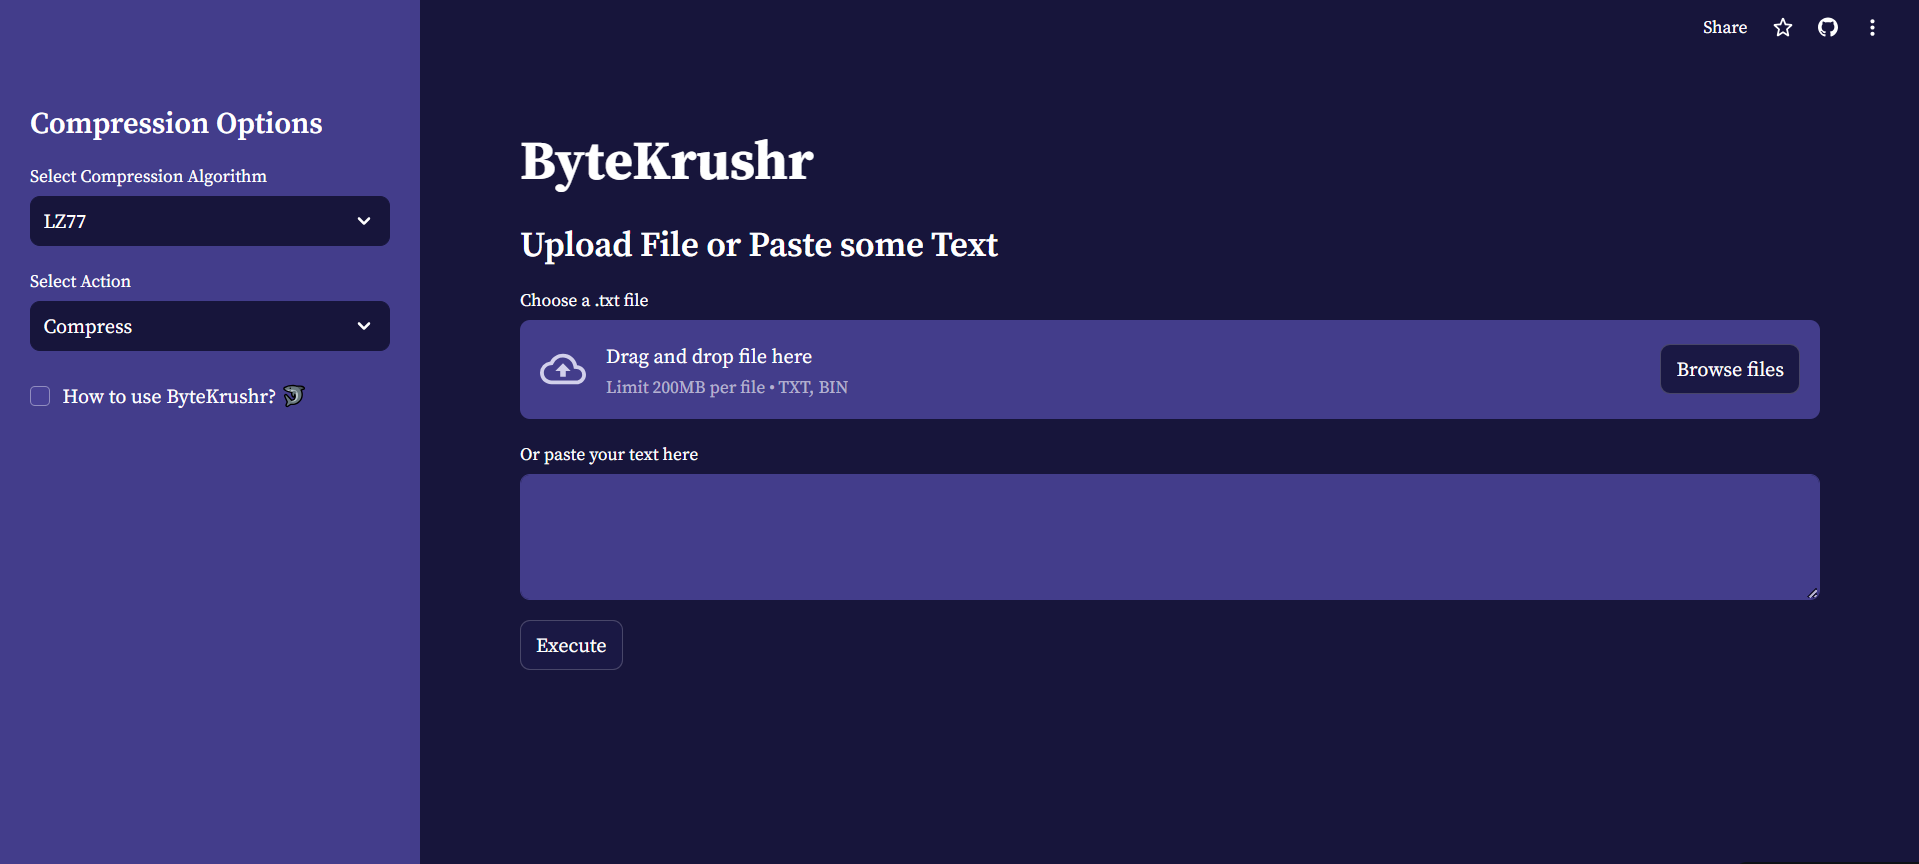 Share
Compression Options
Select Compression Algorithm
LZ77
Select Action
Compress
How to use ByteKrushr?
ByteKrushr
Upload File or Paste some Text
Choose a .txt file
Drag and drop file here
Limit 200MB per file • TXT, BIN
Browse files
Or paste your text here
Execute